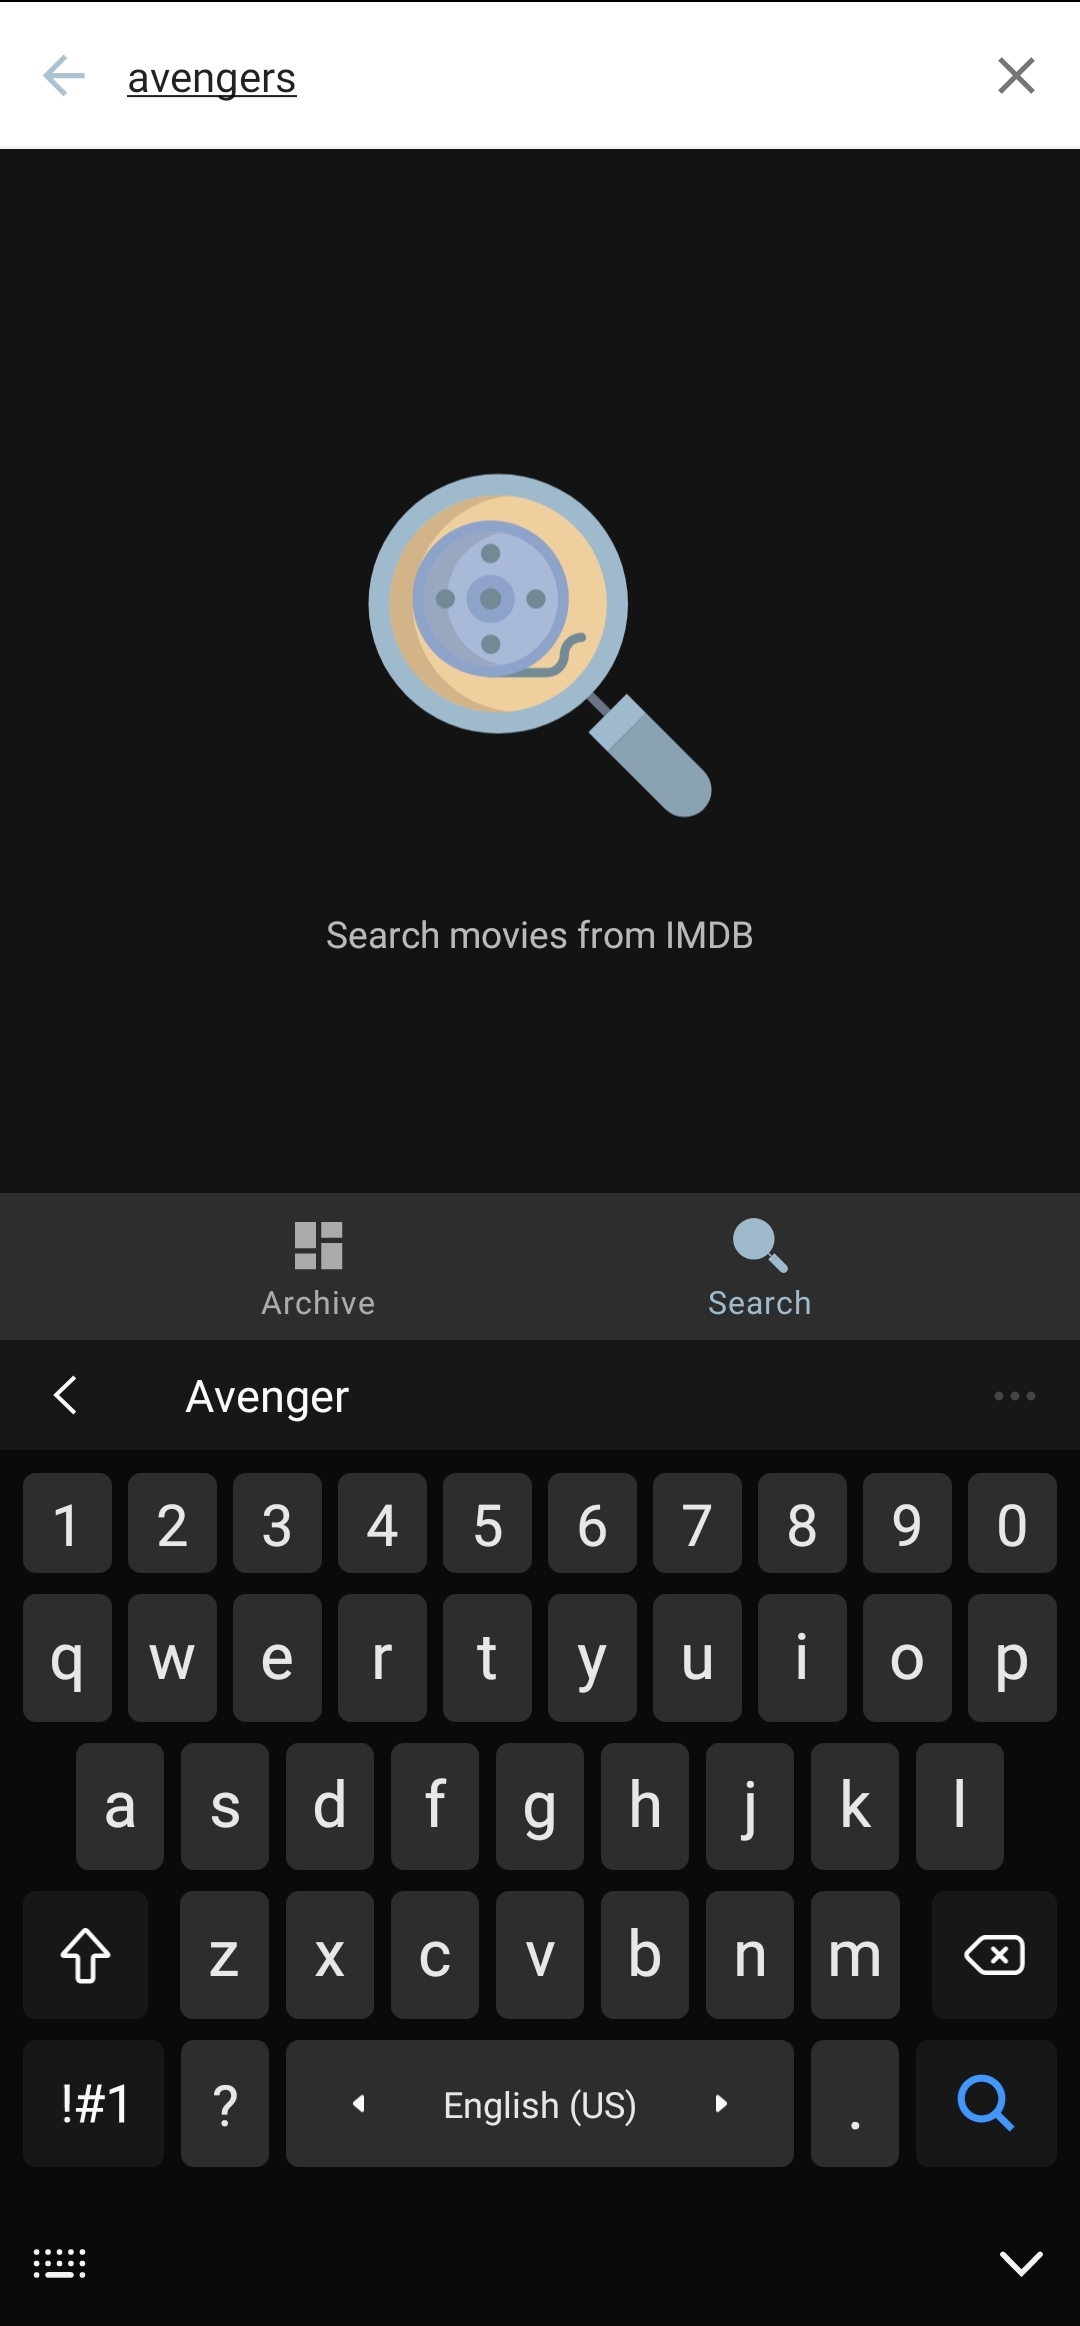 avengers
Search movies from IMDB
Archive Search
Avenger
1 2 3 4 5 6 7 8 9 0
q w e r t y u i o p
a s d f g h j k l
z x c v b n m
!#1 ? English (US) .